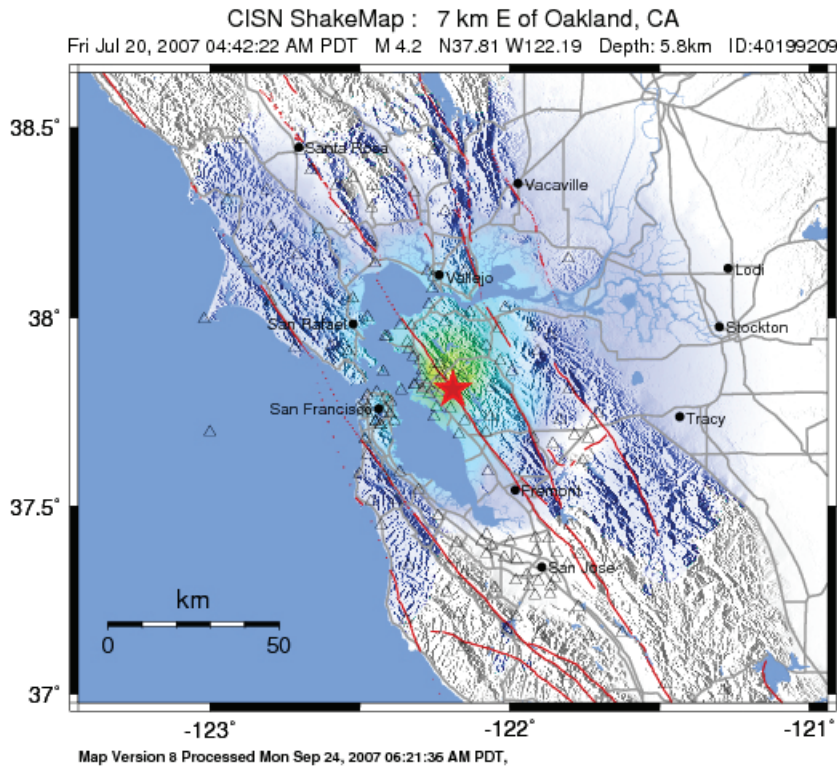 CISN ShakeMap : 7 km E of Oakland, CA
Fri Jul 20, 2007 04:42:22 AM PDT M 4.2 N37.81 W122.19 Depth: 5.8km ID:40199209
38.5°
Santa Rosa
Vacaville
Vallejo
Lodi
38°
San Rafael
Stockton
San Francisco
Tracy
37.5°
Fremont
San Jose
km
0 50
37°
-123° -122° -121°
Map Version 8 Processed Mon Sep 24, 2007 06:21:36 AM PDT,